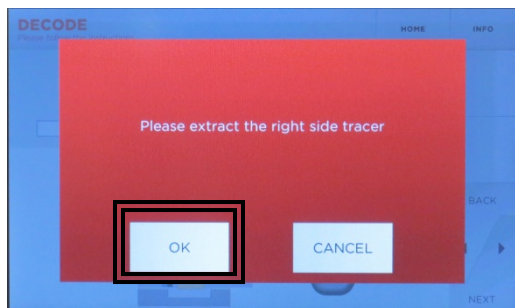 DECODE
HOME
INFO
Please extract the right side tracer
BACK
OK
CANCEL
NEXT